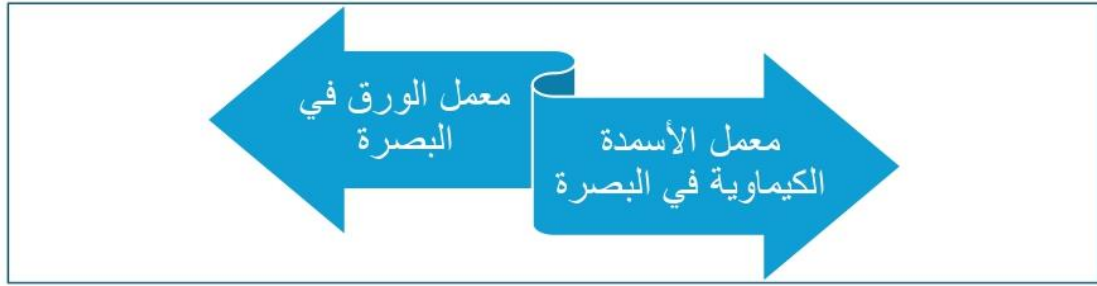 معمل الأسمدة
الكيماوية في البصرة
معمل الورق في
البصرة